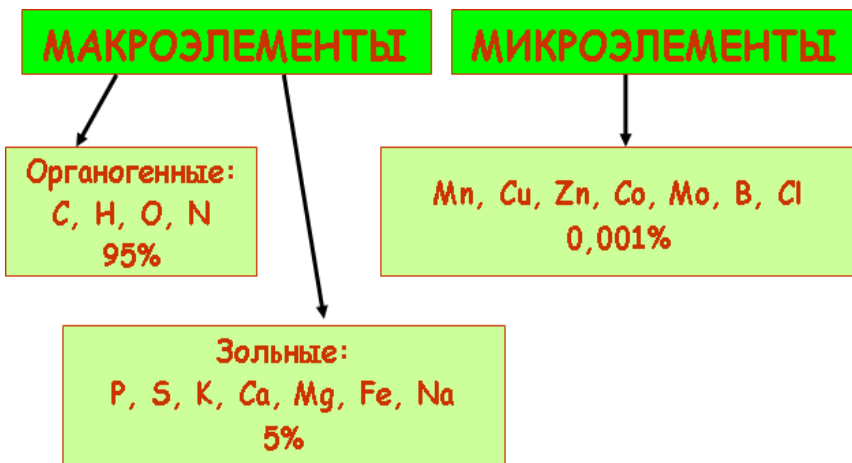 МАКРОЭЛЕМЕНТЫ
МИКРОЭЛЕМЕНТЫ
Органогенные:
C, H, O, N
95%
Mn, Cu, Zn, Co, Mo, B, Cl
0,001%
Зольные:
P, S, K, Ca, Mg, Fe, Na
5%